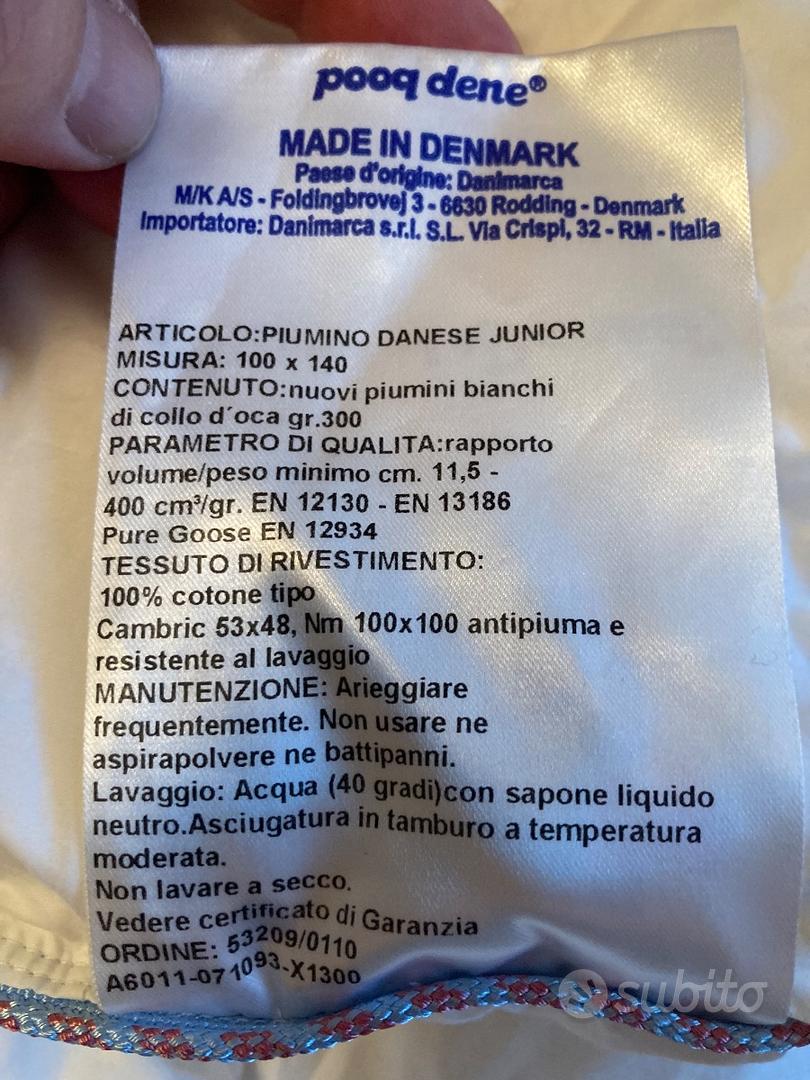 pooq dene®
MADE IN DENMARK
Paese d'origine: Danimarca
M/K A/S - Foldingbrovej 3 - 6630 Rodding - Denmark
Importatore: Danimarca s.r.l. S.L. Via Crispi, 32 - RM - Italia
ARTICOLO:PIUMINO DANESE JUNIOR
MISURA: 100 x 140
CONTENUTO:nuovi piumini bianchi
di collo d´oca gr.300
PARAMETRO DI QUALITA:rapporto
volume/peso minimo cm. 11,5 -
400 cm³/gr. EN 12130 - EN 13186
Pure Goose EN 12934
TESSUTO DI RIVESTIMENTO:
100% cotone tipo
Cambric 53x48, Nm 100x100 antipiuma e
resistente al lavaggio
MANUTENZIONE: Arieggiare
frequentemente. Non usare ne
aspirapolvere ne battipanni.
Lavaggio: Acqua (40 gradi)con sapone liquido
neutro.Asciugatura in tamburo a temperatura
moderata.
Non lavare a secco.
Vedere certificato di Garanzia
ORDINE: 53209/0110
A6011-071093-X1300
subito